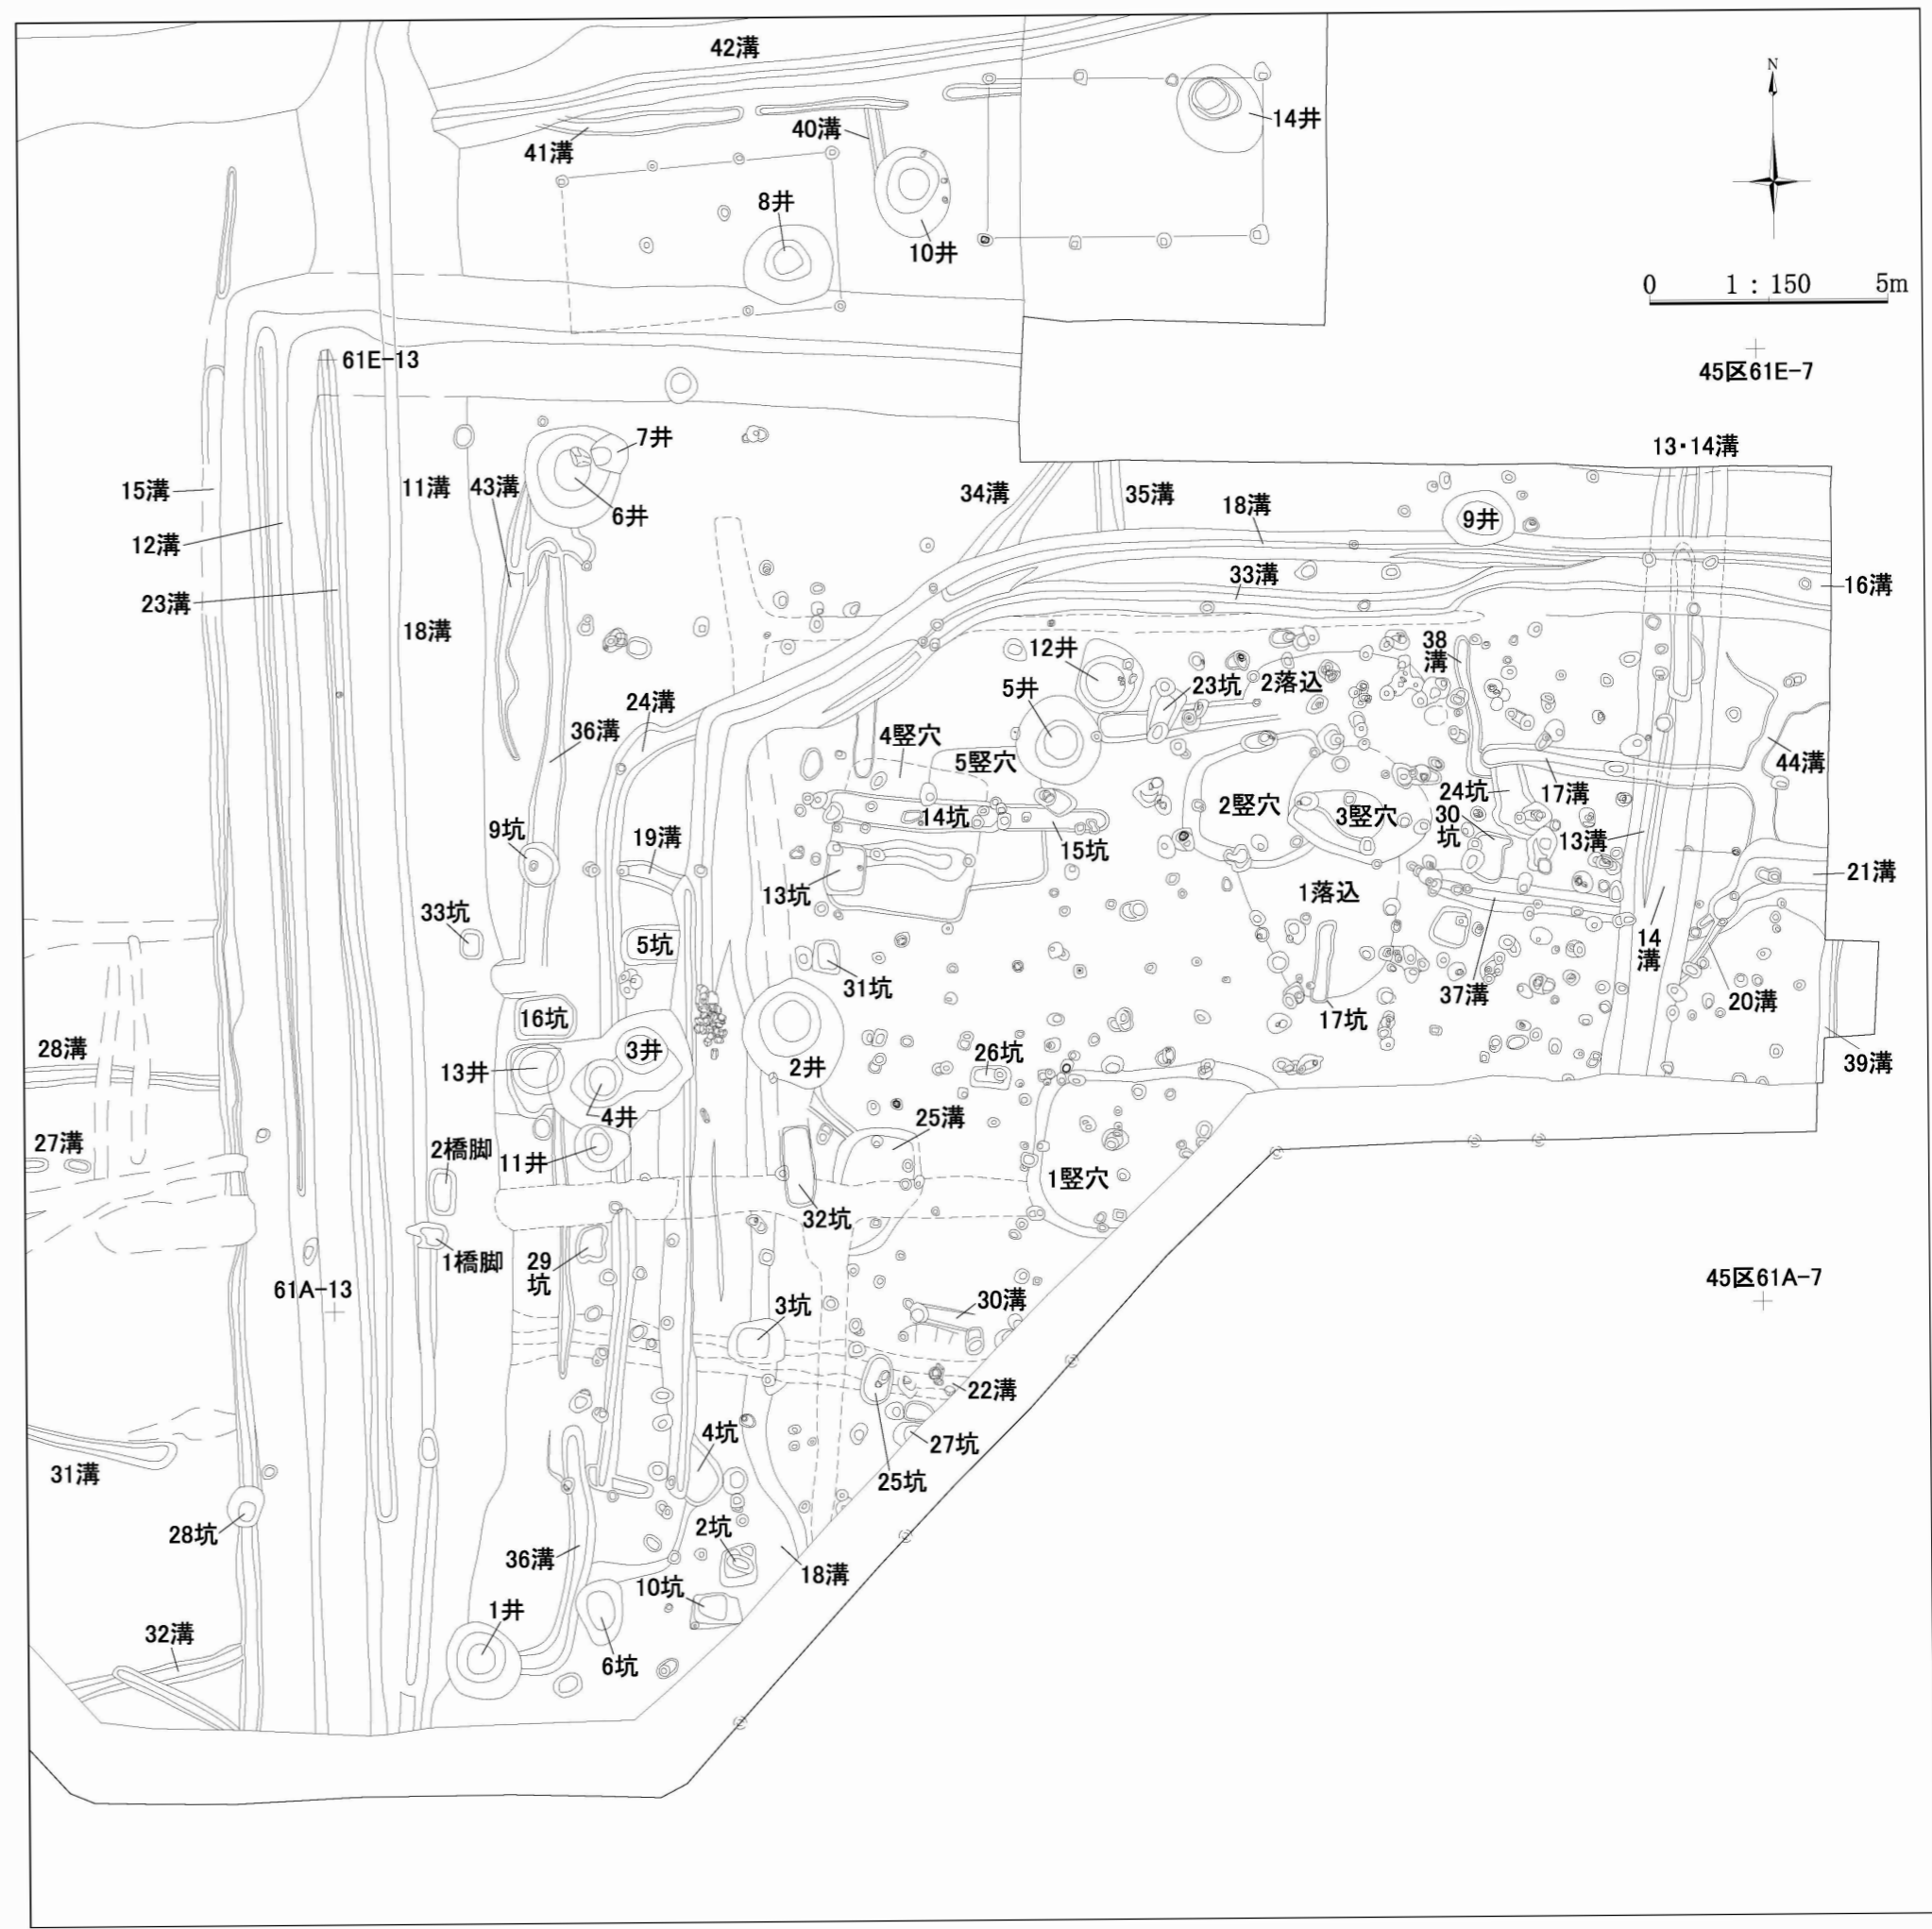 42溝
N
40溝
14井
41溝
8井
10井
0 1 : 150 5m
61E-13
45区61E-7
7井
13・14溝
15溝
11溝
43溝
34溝
35溝
18溝
6井
9井
12溝
33溝
16溝
23溝
18溝
38
溝
12井
23坑
2落込
5井
24溝
36溝
4竪穴
5竪穴
44溝
24坑
17溝
2竪穴
3竪穴
14坑
30
坑
9坑
19溝
13溝
15坑
21溝
13坑
1落込
33坑
5坑
14
溝
31坑
37溝
20溝
16坑
17坑
28溝
3井
26坑
39溝
13井
2井
4井
25溝
27溝
2橋脚
11井
1竪穴
32坑
1橋脚
29
坑
45区61A-7
61A-13
3坑
30溝
22溝
4坑
27坑
31溝
25坑
2坑
28坑
36溝
18溝
10坑
1井
32溝
6坑